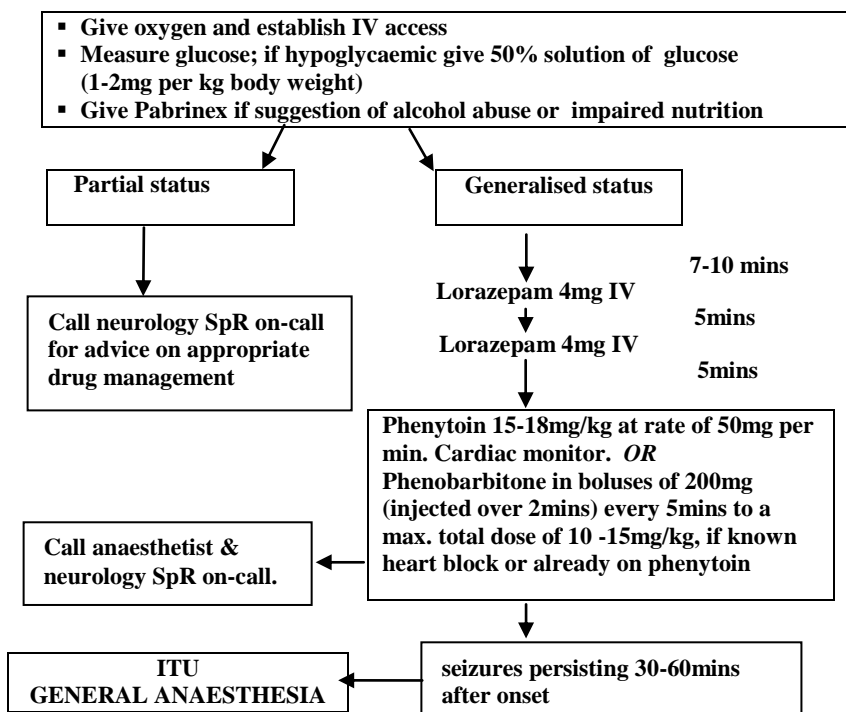 ▪ Give oxygen and establish IV access
▪ Measure glucose; if hypoglycaemic give 50% solution of glucose
(1-2mg per kg body weight)
▪ Give Pabrinex if suggestion of alcohol abuse or impaired nutrition
Partial status
Generalised status
7-10 mins
Lorazepam 4mg IV
5mins
Lorazepam 4mg IV
5mins
Call neurology SpR on-call
for advice on appropriate
drug management
Phenytoin 15-18mg/kg at rate of 50mg per
min. Cardiac monitor. OR
Phenobarbitone in boluses of 200mg
(injected over 2mins) every 5mins to a
max. total dose of 10 -15mg/kg, if known
heart block or already on phenytoin
Call anaesthetist &
neurology SpR on-call.
seizures persisting 30-60mins
after onset
ITU
GENERAL ANAESTHESIA